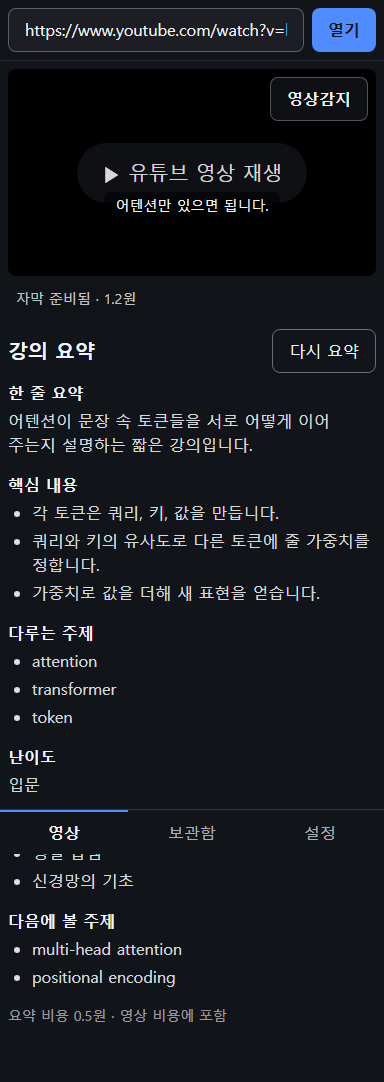 https://www.youtube.com/watch?v=
열기
영상감지
▶ 유튜브 영상 재생
어텐션만 있으면 됩니다.
자막 준비됨 · 1.2원
강의 요약
다시 요약
한 줄 요약
어텐션이 문장 속 토큰들을 서로 어떻게 이어
주는지 설명하는 짧은 강의입니다.
핵심 내용
• 각 토큰은 쿼리, 키, 값을 만듭니다.
• 쿼리와 키의 유사도로 다른 토큰에 줄 가중치를
정합니다.
• 가중치로 값을 더해 새 표현을 얻습니다.
다루는 주제
• attention
• transformer
• token
난이도
입문
영상
보관함
설정
• 신경망의 기초
다음에 볼 주제
• multi-head attention
• positional encoding
요약 비용 0.5원 · 영상 비용에 포함